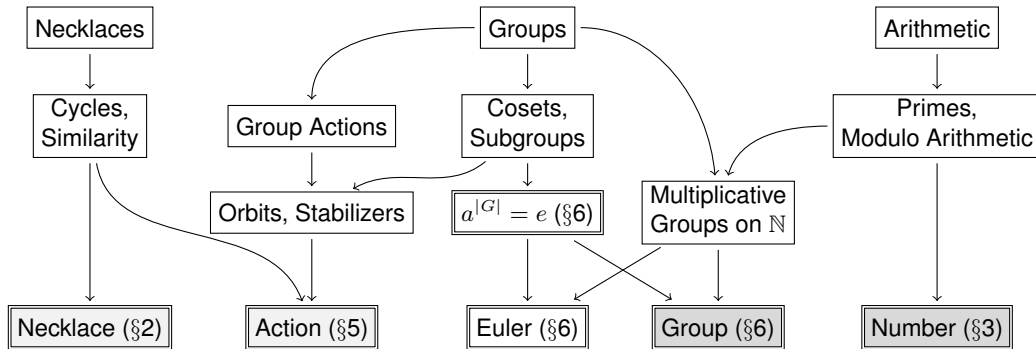 Necklaces
Groups
Arithmetic
Cycles,
Similarity
Group Actions
Cosets,
Subgroups
Primes,
Modulo Arithmetic
Orbits, Stabilizers
a^{|G|} = e (§6)
Multiplicative
Groups on ℕ
Necklace (§2)
Action (§5)
Euler (§6)
Group (§6)
Number (§3)